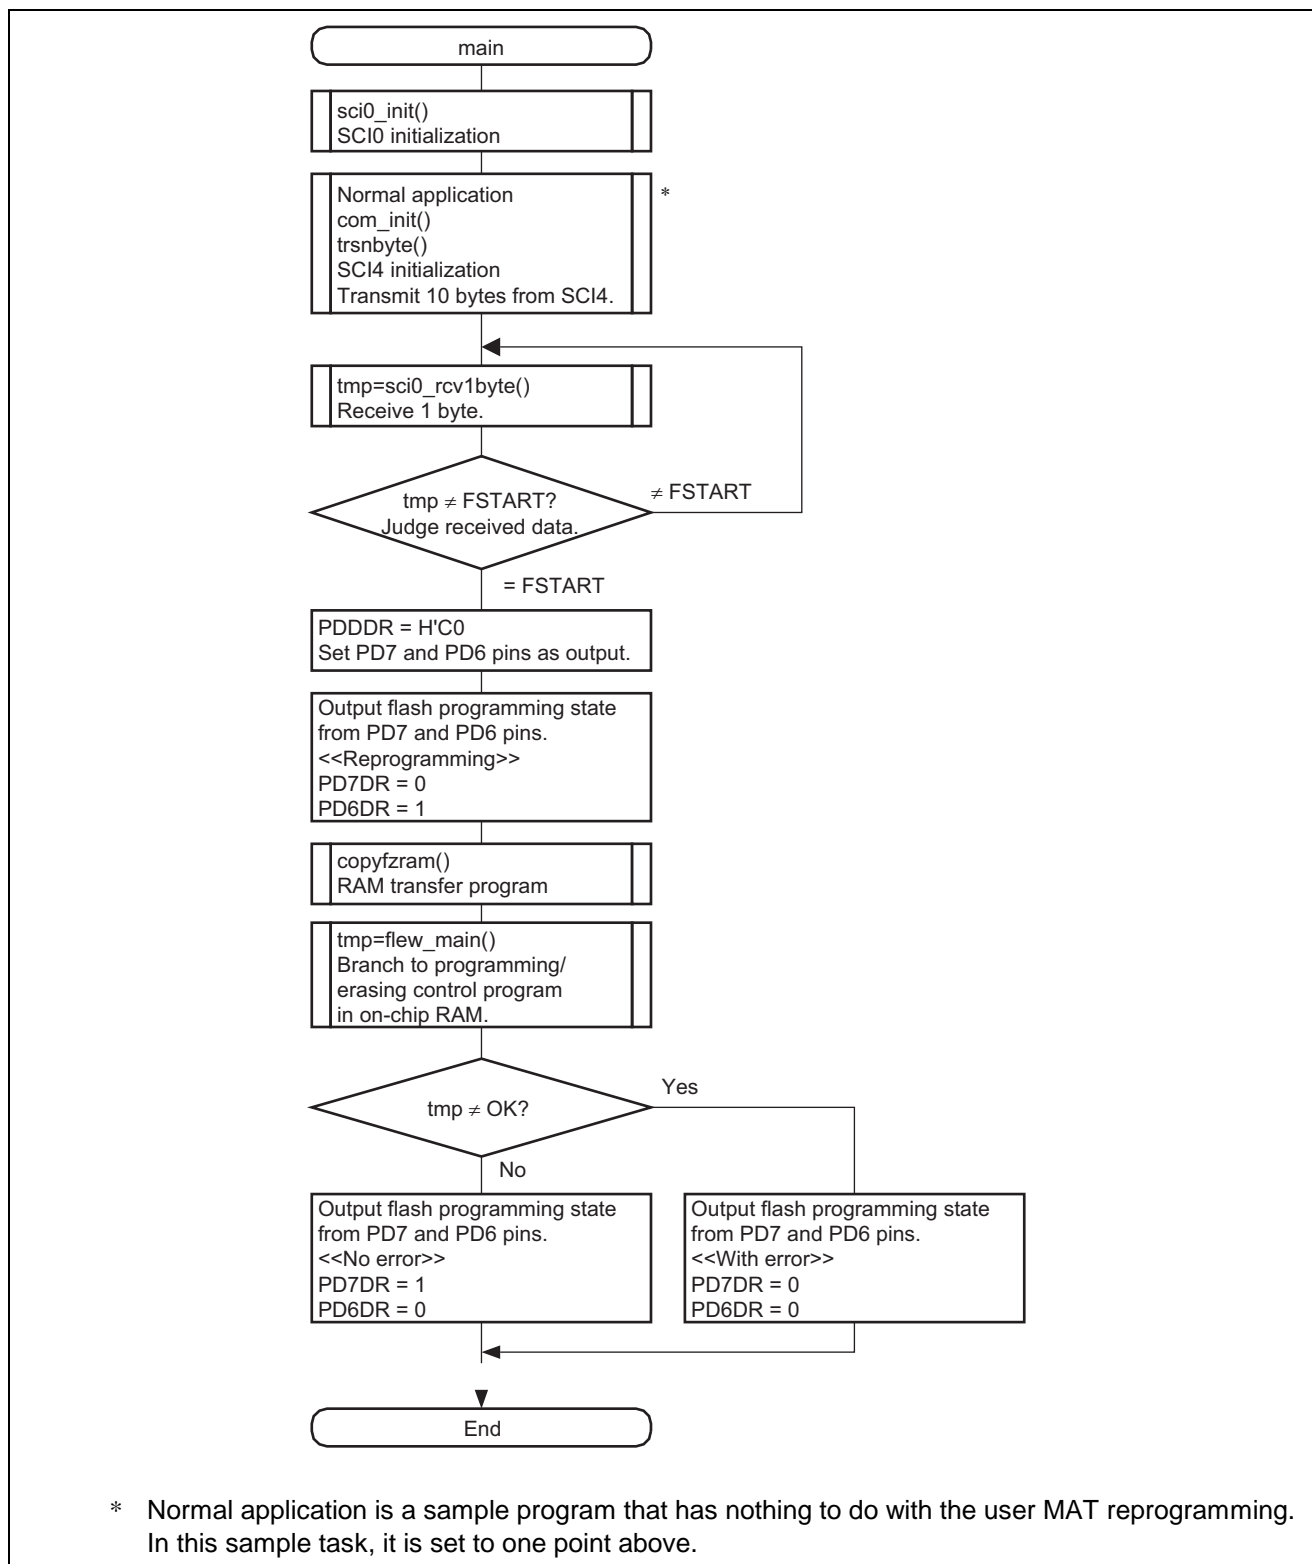 main
sci0_init()
SCI0 initialization
Normal application
com_init()
trsnbyte()
SCI4 initialization
Transmit 10 bytes from SCI4.
*
tmp=sci0_rcv1byte()
Receive 1 byte.
tmp ≠ FSTART?
Judge received data.
≠ FSTART
= FSTART
PDDDR = H'C0
Set PD7 and PD6 pins as output.
Output flash programming state
from PD7 and PD6 pins.
<<Reprogramming>>
PD7DR = 0
PD6DR = 1
copyfzram()
RAM transfer program
tmp=flew_main()
Branch to programming/
erasing control program
in on-chip RAM.
tmp ≠ OK?
Yes
No
Output flash programming state
from PD7 and PD6 pins.
<<No error>>
PD7DR = 1
PD6DR = 0
Output flash programming state
from PD7 and PD6 pins.
<<With error>>
PD7DR = 0
PD6DR = 0
End
* Normal application is a sample program that has nothing to do with the user MAT reprogramming.
In this sample task, it is set to one point above.